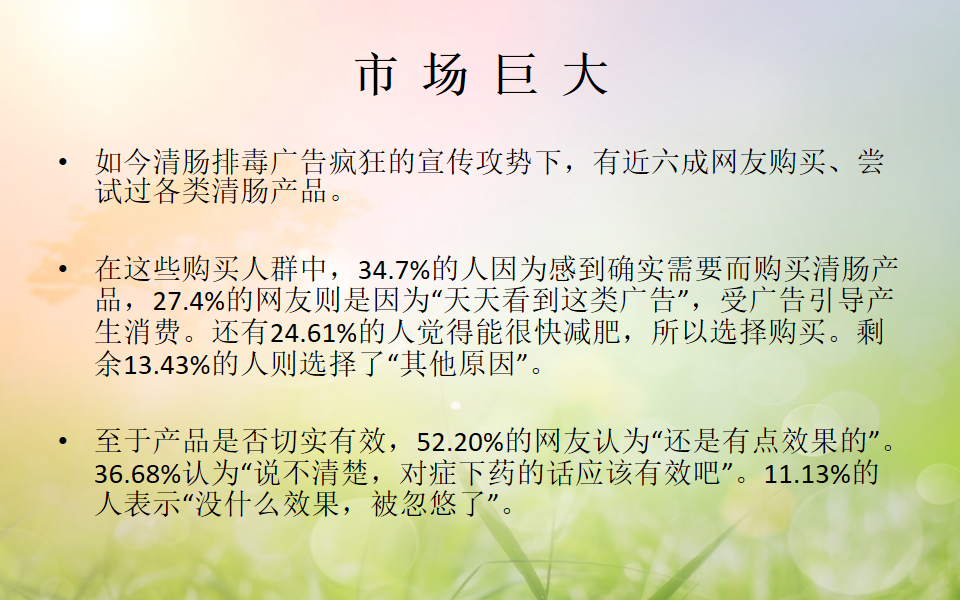 市 场 巨 大
• 如今清肠排毒广告疯狂的宣传攻势下，有近六成网友购买、尝
试过各类清肠产品。
• 在这些购买人群中，34.7%的人因为感到确实需要而购买清肠产
品，27.4%的网友则是因为“天天看到这类广告”，受广告引导产
生消费。还有24.61%的人觉得能很快减肥，所以选择购买。剩
余13.43%的人则选择了“其他原因”。
• 至于产品是否切实有效，52.20%的网友认为“还是有点效果的”。
36.68%认为“说不清楚，对症下药的话应该有效吧”。11.13%的
人表示“没什么效果，被忽悠了”。